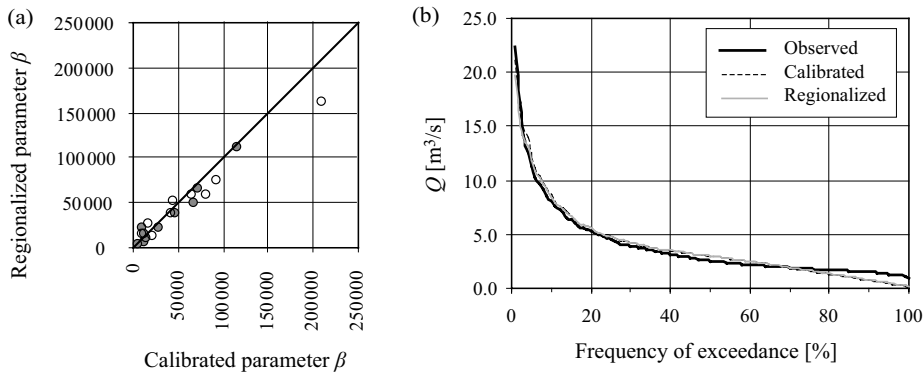 (a)
Regionalized parameter β
250000
200000
150000
100000
50000
0
0
50000
100000
150000
200000
250000
Calibrated parameter β
(b)
Q [m³/s]
25.0
20.0
15.0
10.0
5.0
0.0
Observed
Calibrated
Regionalized
0 20 40 60 80 100
Frequency of exceedance [%]